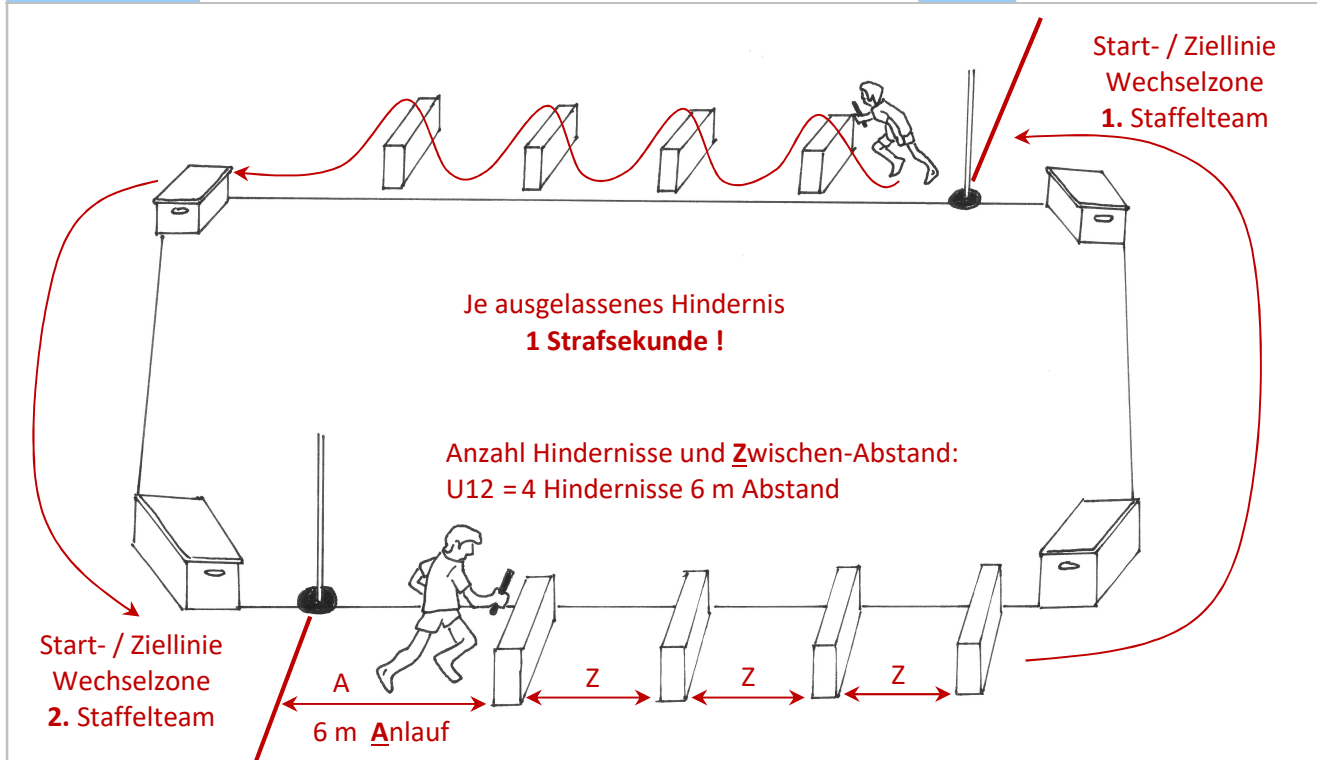 Start- / Ziellinie
Wechselzone
1. Staffelteam
Je ausgelassenes Hindernis
1 Strafsekunde !
Anzahl Hindernisse und Zwischen-Abstand:
U12 = 4 Hindernisse 6 m Abstand
Start- / Ziellinie
Wechselzone
2. Staffelteam
A
Z
Z
Z
6 m Anlauf